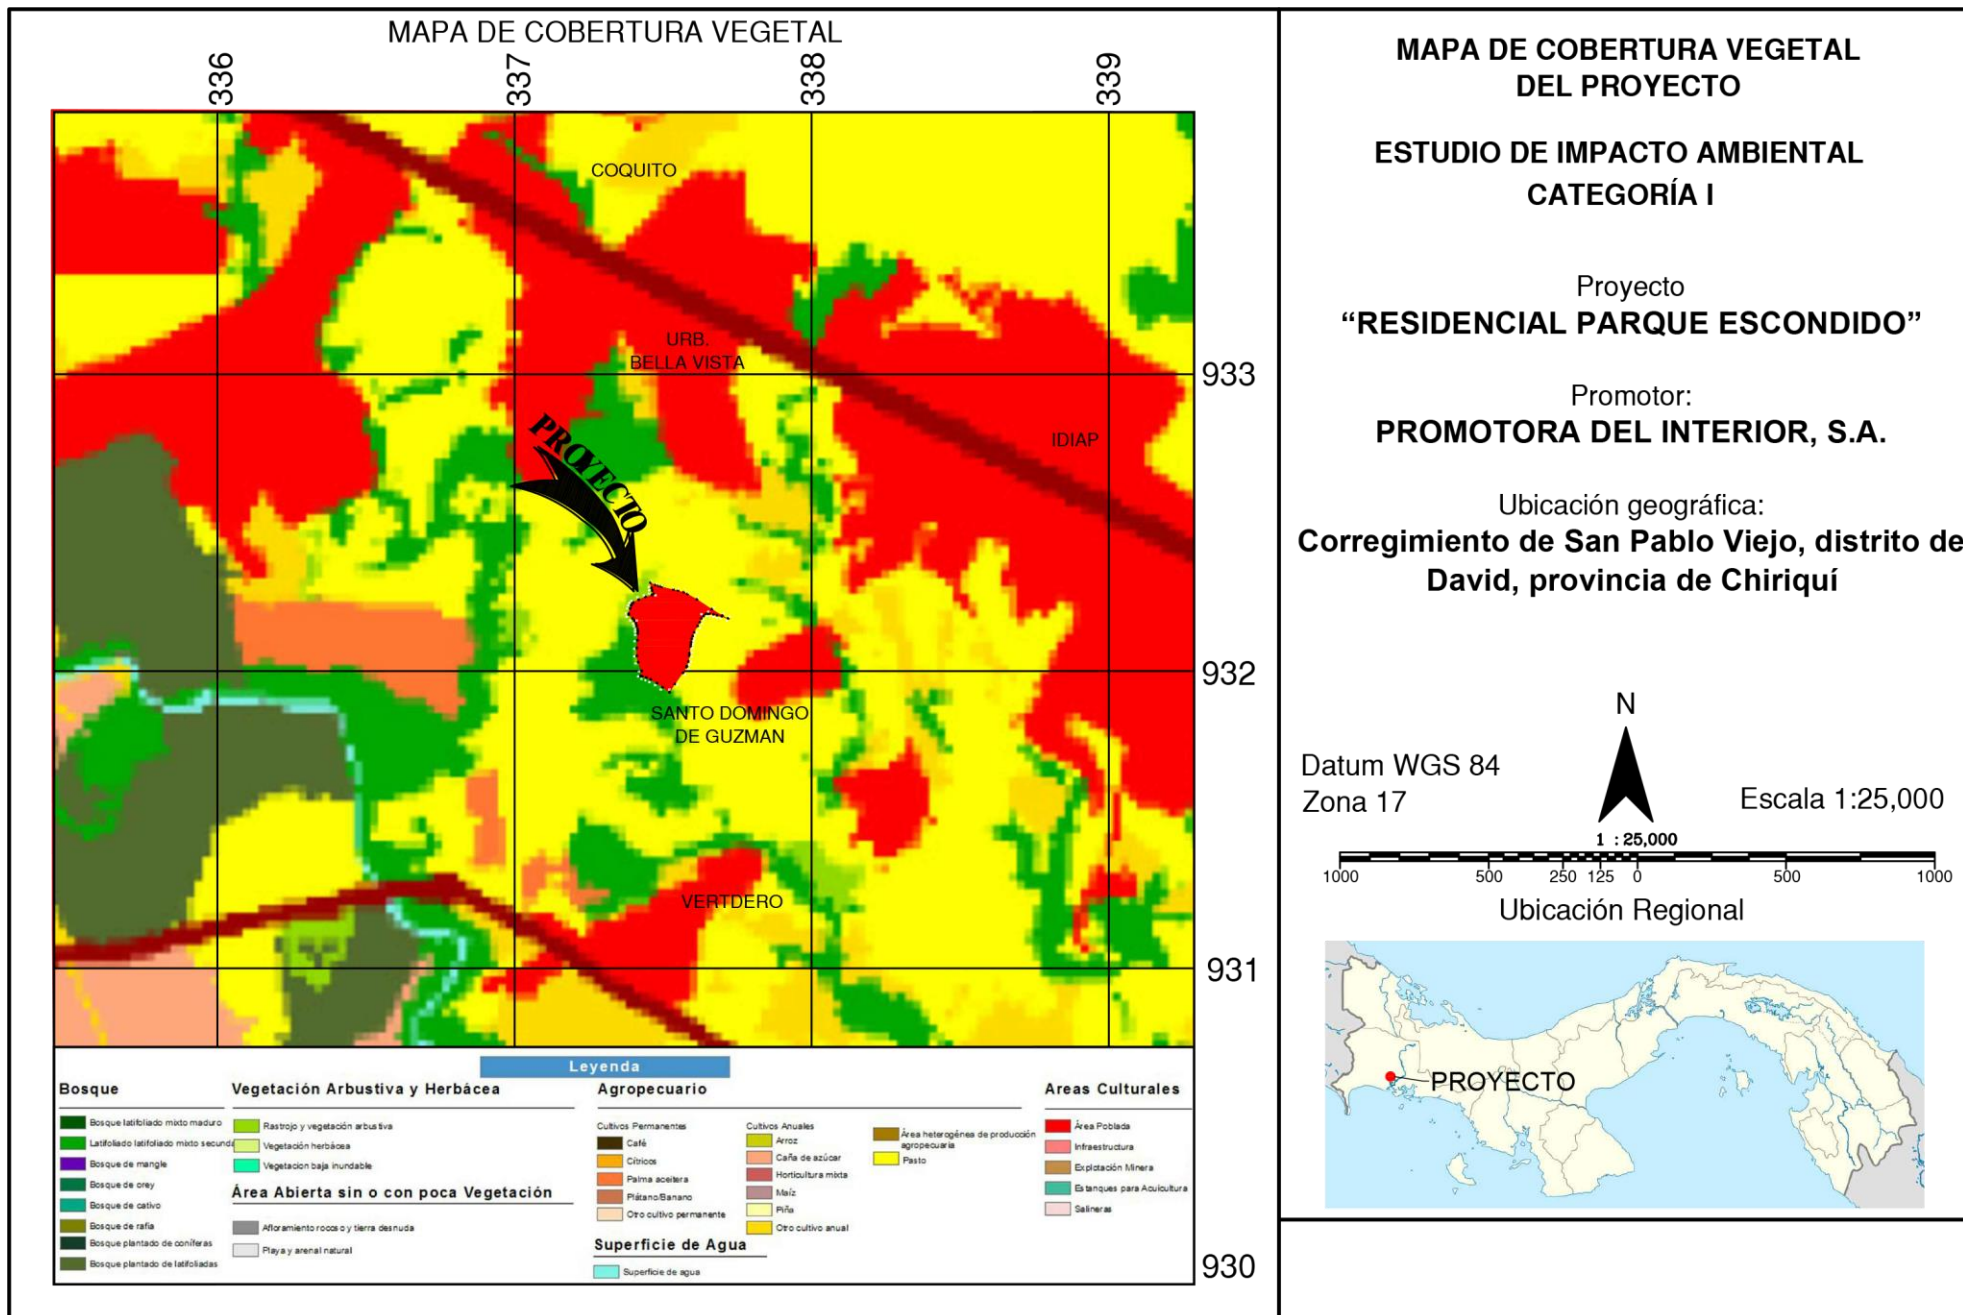 MAPA DE COBERTURA VEGETAL
336
337
338
339
COQUITO
URB.
BELLA VISTA
933
IDIAP
PROYECTO
932
SANTO DOMINGO
DE GUZMAN
VERTDERO
931
930
Leyenda
Bosque
Bosque latifoliado mixto maduro
Latifoliado latifoliado mixto secunda
Bosque de mangle
Bosque de orey
Bosque de cativo
Bosque de rafia
Bosque plantado de coníferas
Bosque plantado de latifoliadas
Vegetación Arbustiva y Herbácea
Rastrojo y vegetación arbustiva
Vegetación herbácea
Vegetacion baja inundable
Área Abierta sin o con poca Vegetación
Afloramiento rocoso y tierra desnuda
Playa y arenal natural
Agropecuario
Cultivos Permanentes
Café
Cítricos
Palma aceitera
Plátano/Banano
Otro cultivo permanente
Cultivos Anuales
Arroz
Caña de azúcar
Horticultura mixta
Maíz
Piña
Otro cultivo anual
Área heterogénea de producción
agropecuaria
Pasto
Superficie de Agua
Superficie de agua
Areas Culturales
Área Poblada
Infraestructura
Explotación Minera
Estanques para Acuicultura
Salineras
MAPA DE COBERTURA VEGETAL
DEL PROYECTO
ESTUDIO DE IMPACTO AMBIENTAL
CATEGORÍA I
Proyecto
“RESIDENCIAL PARQUE ESCONDIDO”
Promotor:
PROMOTORA DEL INTERIOR, S.A.
Ubicación geográfica:
Corregimiento de San Pablo Viejo, distrito de
David, provincia de Chiriquí
N
Datum WGS 84
Zona 17
Escala 1:25,000
1 : 25,000
1000 500 250 125 0 500 1000
Ubicación Regional
PROYECTO